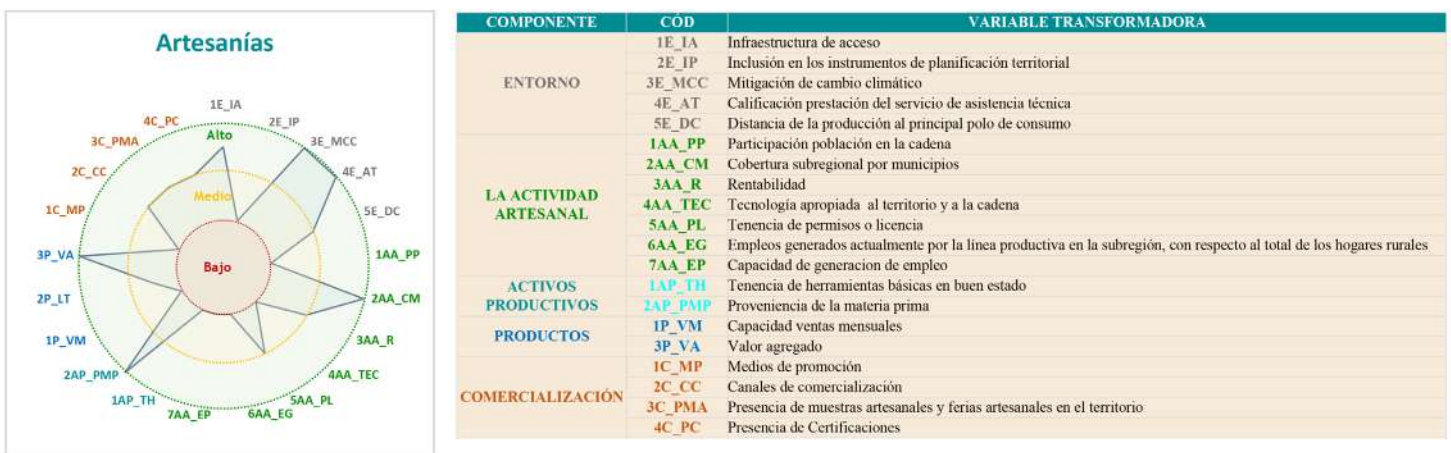 Artesanías
1E_IA
2E_IP
3E_MCC
4E_AT
5E_DC
1AA_PP
2AA_CM
3AA_R
4AA_TEC
5AA_PL
6AA_EG
7AA_EP
1AP_TH
2AP_PMP
1P_VM
2P_LT
3P_VA
1C_MP
2C_CC
3C_PMA
4C_PC
Alto
Medio
Bajo
COMPONENTE CÓD VARIABLE TRANSFORMADORA
ENTORNO
1E_IA Infraestructura de acceso
2E_IP Inclusión en los instrumentos de planificación territorial
3E_MCC Mitigación de cambio climático
4E_AT Calificación prestación del servicio de asistencia técnica
5E_DC Distancia de la producción al principal polo de consumo
LA ACTIVIDAD
ARTESANAL
1AA_PP Participación población en la cadena
2AA_CM Cobertura subregional por municipios
3AA_R Rentabilidad
4AA_TEC Tecnología apropiada al territorio y a la cadena
5AA_PL Tenencia de permisos o licencia
6AA_EG Empleos generados actualmente por la línea productiva en la subregión, con respecto al total de los hogares rurales
7AA_EP Capacidad de generacion de empleo
ACTIVOS
PRODUCTIVOS
1AP_TH Tenencia de herramientas básicas en buen estado
2AP_PMP Proveniencia de la materia prima
PRODUCTOS
1P_VM Capacidad ventas mensuales
3P_VA Valor agregado
COMERCIALIZACIÓN
1C_MP Medios de promoción
2C_CC Canales de comercialización
3C_PMA Presencia de muestras artesanales y ferias artesanales en el territorio
4C_PC Presencia de Certificaciones